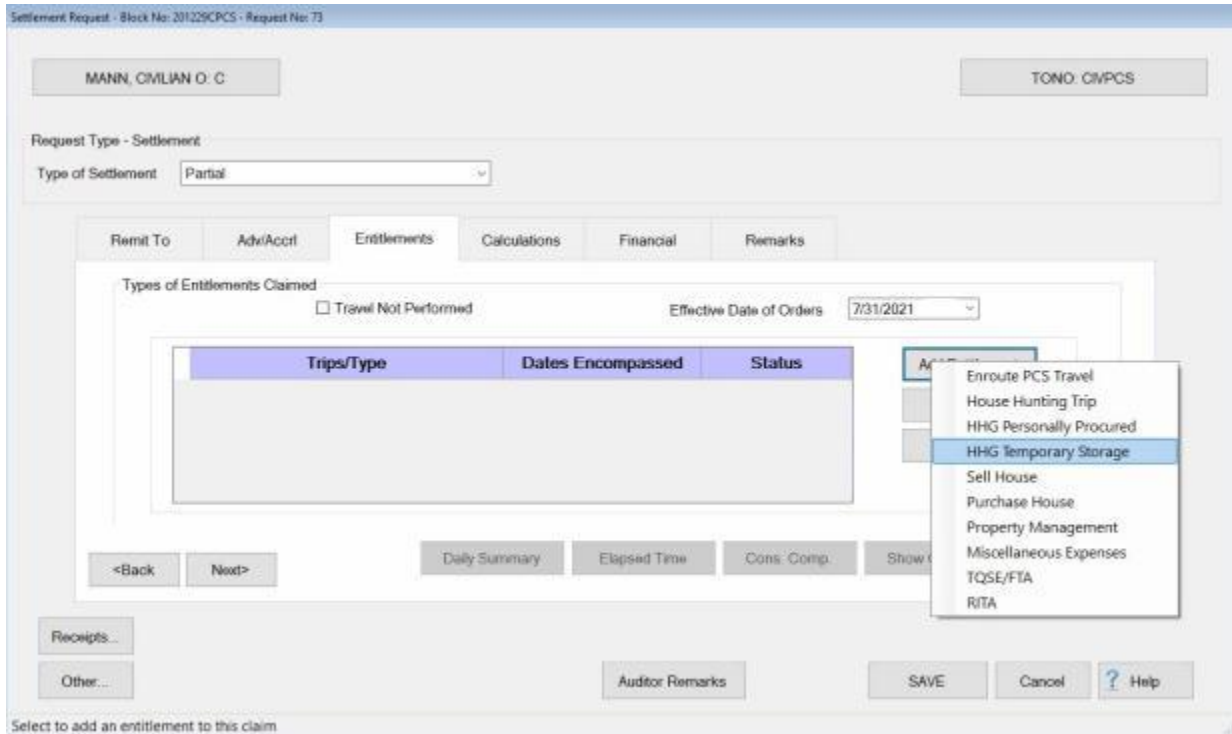 Settlement Request - Block No: 201229CPCS - Request No: 73
MANN, CIVILIAN O: C
TONO: CIVPCS
Request Type - Settlement
Type of Settlement Partial
Remit To Adv/Accrl Entitlements Calculations Financial Remarks
Types of Entitlements Claimed
Travel Not Performed Effective Date of Orders 7/31/2021
Trips/Type Dates Encompassed Status
Enroute PCS Travel
House Hunting Trip
HHG Personally Procured
HHG Temporary Storage
Sell House
Purchase House
Property Management
Miscellaneous Expenses
TQSE/FTA
RITA
<Back Next> Daily Summary Elapsed Time Cons. Comp. Show
Receipts...
Other... Auditor Remarks SAVE Cancel ? Help
Select to add an entitlement to this claim